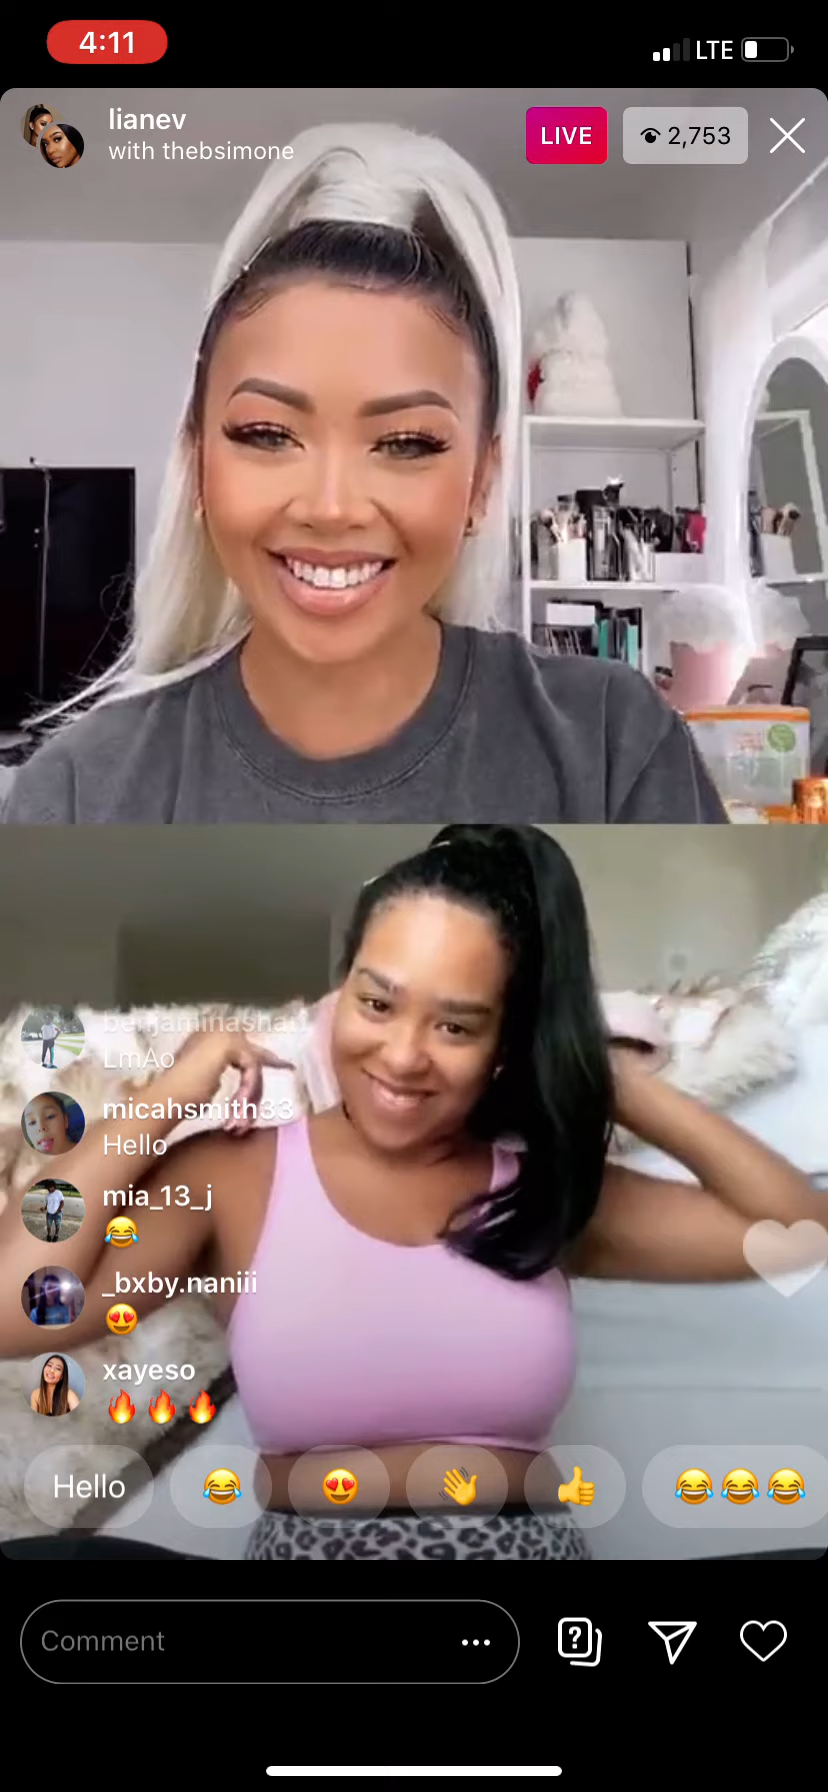 4:11
LTE
lianev
with thebsimone
LIVE
2,753
LmAo
micahsmith33
Hello
mia_13_j
😂
_bxby.naniii
😍
xayeso
🔥🔥🔥
Hello 😂 😍 👋 👍 😂😂😂
Comment